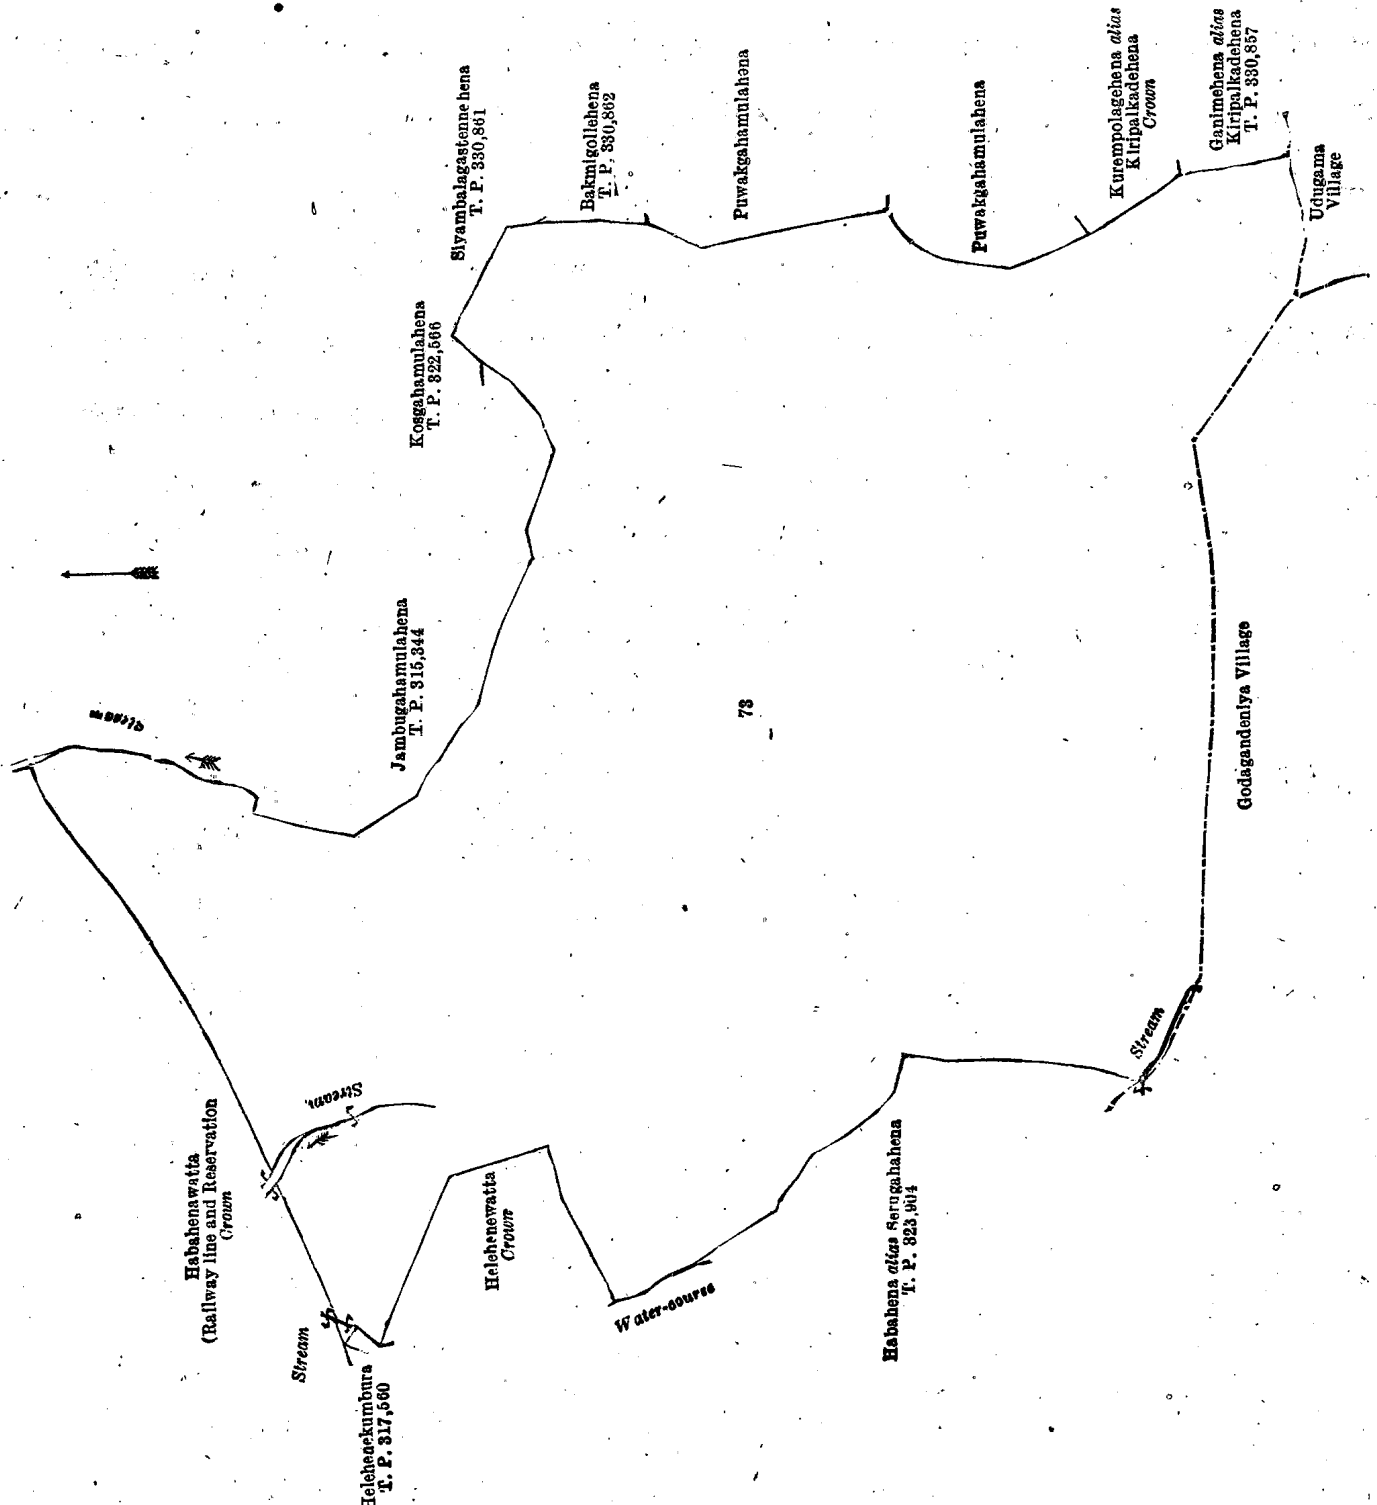 Stream
Habahenawatta
(Railway line and Reservation
Crown
Stream
Stream
Helehenekumbura
T. P. 317,560
Helehenewatta
Crown
Water-course
Habahena alias Serugahahena
T. P. 323,904
Stream
Jambugahamulahena
T. P. 315,344
73
Godagandeniya Village
Kosgahamulahena
T. P. 322,566
Siyambalagastennehena
T. P. 330,861
Bakmigollehena
T. P. 330,862
Puwakgahamulahena
Puwakgahamulahena
Kurempolagehena alias
Kiripalkadehena
Crown
Ganimehena alias
Kiripalkadehena
T. P. 330,857
Udugama
Village